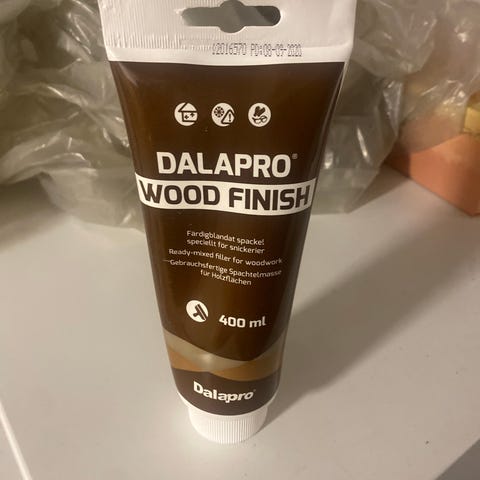 12016570 PD:08-09-2020
DALAPRO®
WOOD FINISH
Färdigblandat spackel
speciellt för snickerier
Ready-mixed filler for woodwork
Gebrauchsfertige Spachtelmasse
für Holzflächen
400 ml
Dalapro®